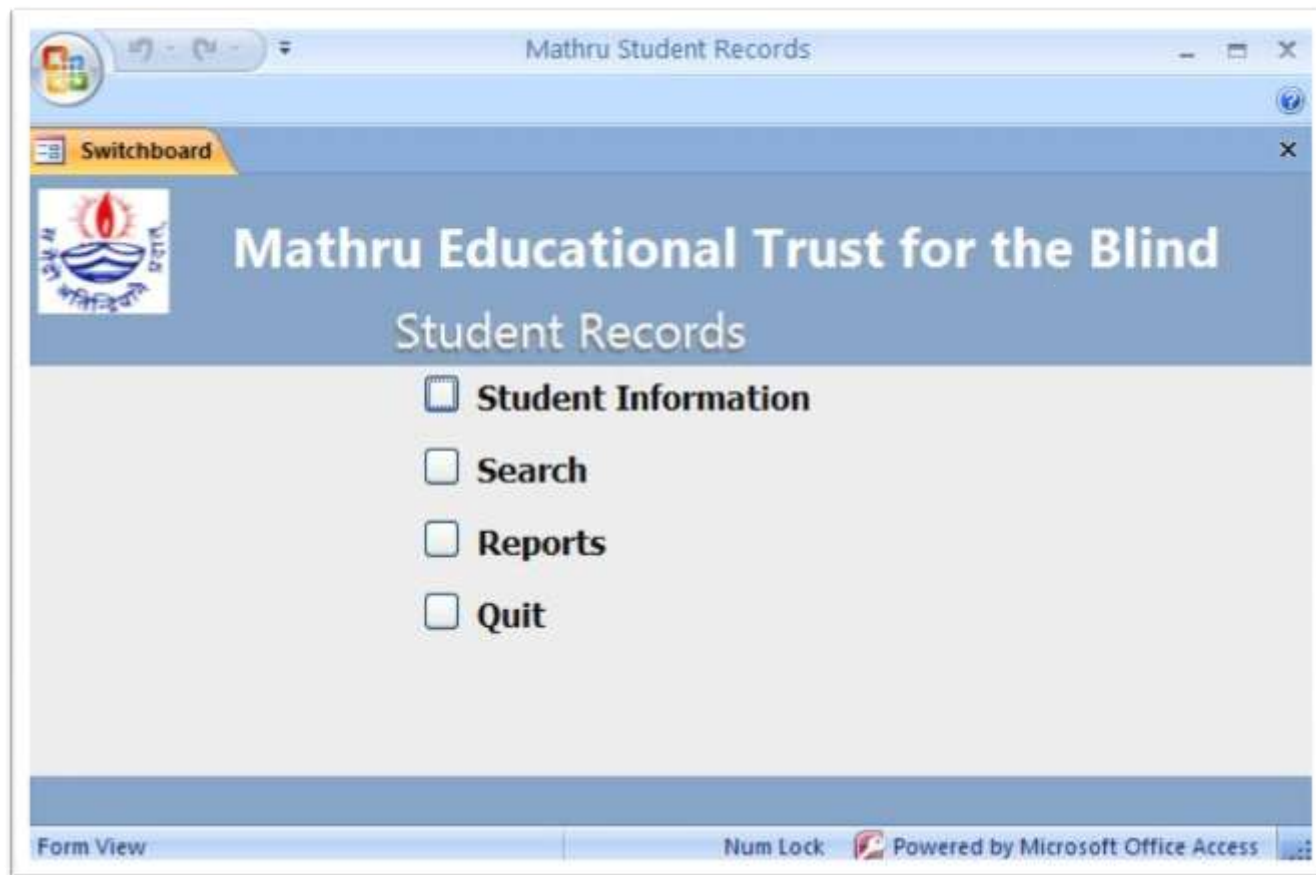 Mathru Student Records
Switchboard
Mathru Educational Trust for the Blind
Student Records
Student Information
Search
Reports
Quit
Form View
Num Lock
Powered by Microsoft Office Access